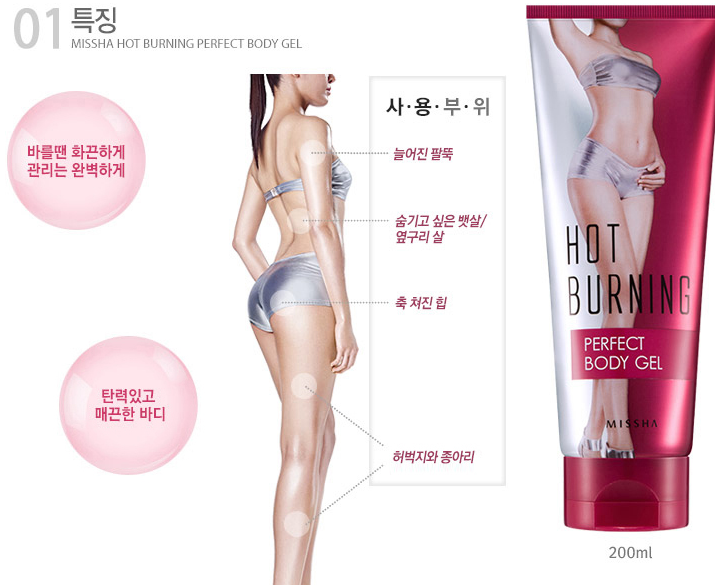 01 특징
MISSHA HOT BURNING PERFECT BODY GEL
바를땐 화끈하게
관리는 완벽하게
탄력있고
매끈한 바디
사·용·부·위
늘어진 팔뚝
숨기고 싶은 뱃살/
옆구리 살
축 쳐진 힙
허벅지와 종아리
HOT
BURNING
PERFECT
BODY GEL
MISSHA
200ml